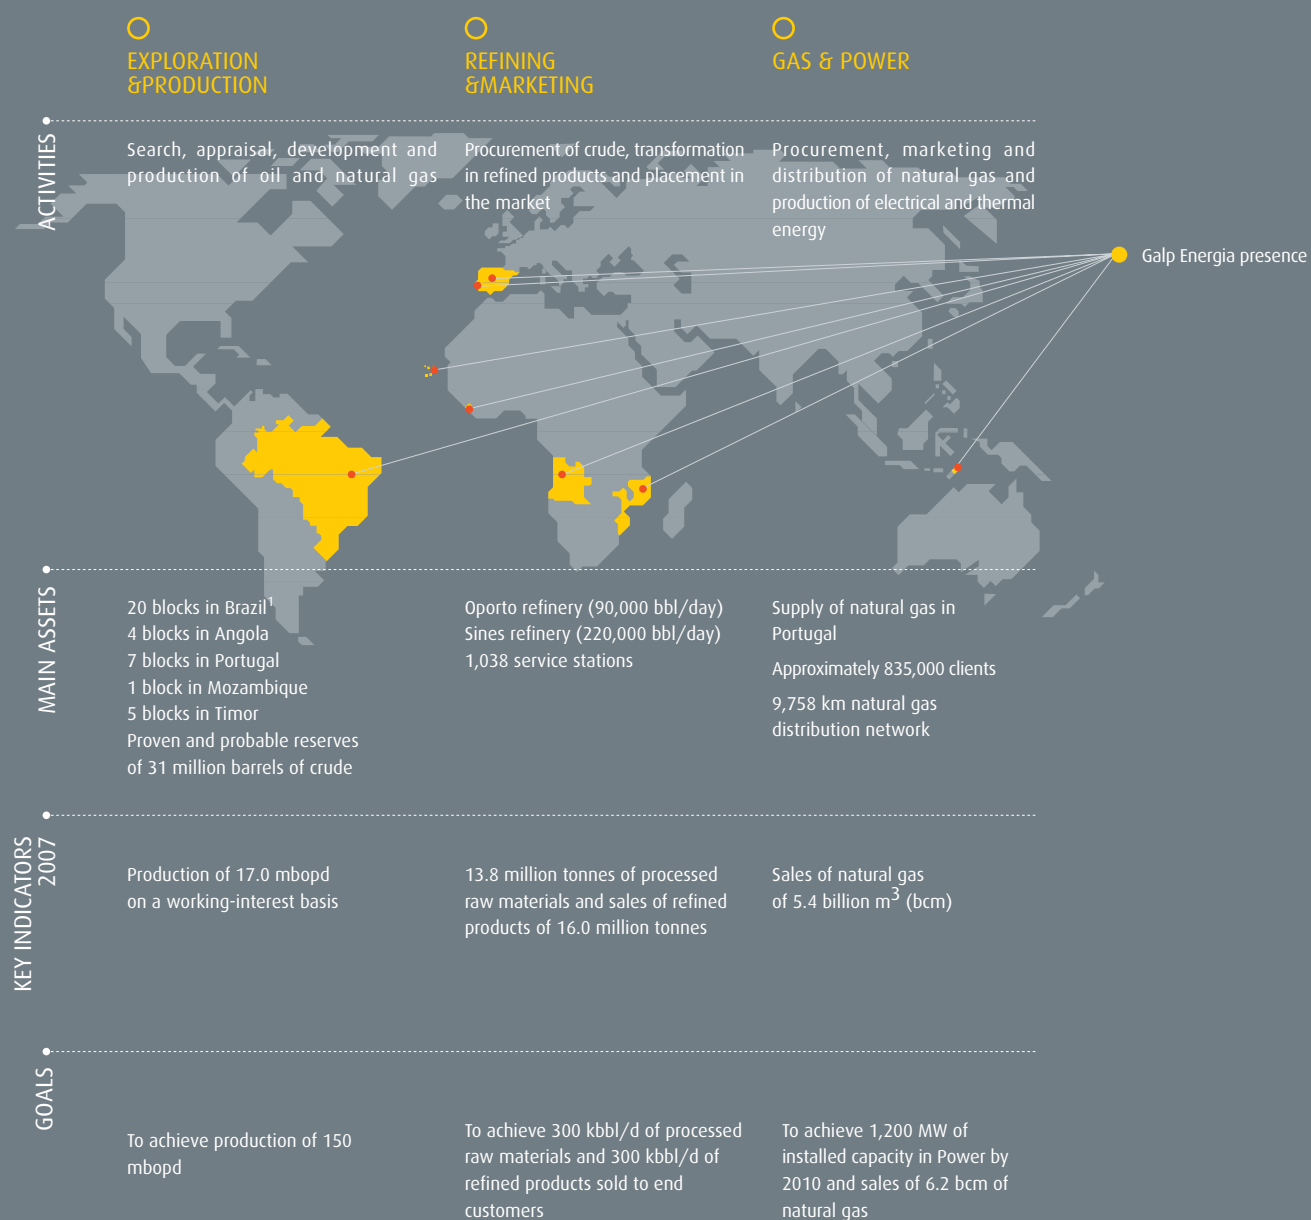 EXPLORATION
&PRODUCTION
REFINING
&MARKETING
GAS & POWER
ACTIVITIES
Search, appraisal, development and
production of oil and natural gas
Procurement of crude, transformation
in refined products and placement in
the market
Procurement, marketing and
distribution of natural gas and
production of electrical and thermal
energy
Galp Energia presence
MAIN ASSETS
20 blocks in Brazil¹
4 blocks in Angola
7 blocks in Portugal
1 block in Mozambique
5 blocks in Timor
Proven and probable reserves
of 31 million barrels of crude
Oporto refinery (90,000 bbl/day)
Sines refinery (220,000 bbl/day)
1,038 service stations
Supply of natural gas in
Portugal
Approximately 835,000 clients
9,758 km natural gas
distribution network
KEY INDICATORS
2007
Production of 17.0 mbopd
on a working-interest basis
13.8 million tonnes of processed
raw materials and sales of refined
products of 16.0 million tonnes
Sales of natural gas
of 5.4 billion m³ (bcm)
GOALS
To achieve production of 150
mbopd
To achieve 300 kbbl/d of processed
raw materials and 300 kbbl/d of
refined products sold to end
customers
To achieve 1,200 MW of
installed capacity in Power by
2010 and sales of 6.2 bcm of
natural gas